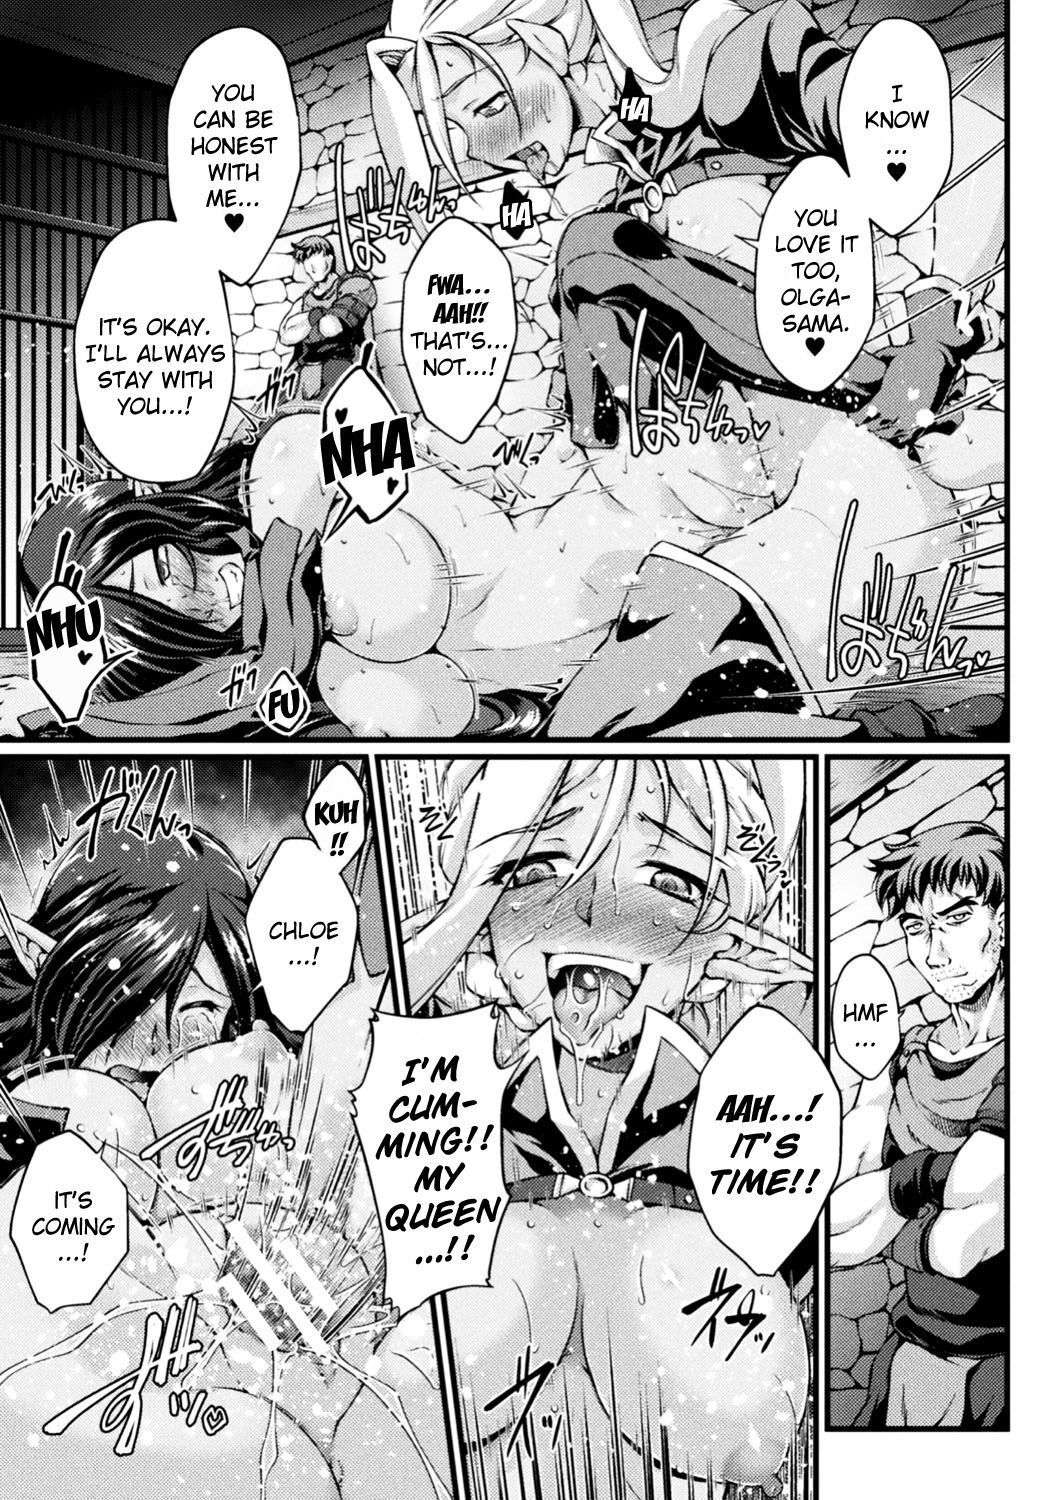 I
KNOW
...
♥
YOU
LOVE IT
TOO,
OLGA-
SAMA.
♥
HA
HA
YOU
CAN BE
HONEST
WITH
ME...
♥
IT'S OKAY.
I'LL ALWAYS
STAY WITH
YOU...!
FWA...
AAH!!
THAT'S...
NOT...!
NHA
NHU
FU
HMF
...
AAH...!
IT'S
TIME!!
I'M
CUM-
MING!!
MY
QUEEN
...!!
KUH
!!
CHLOE
...!
IT'S
COMING
...!